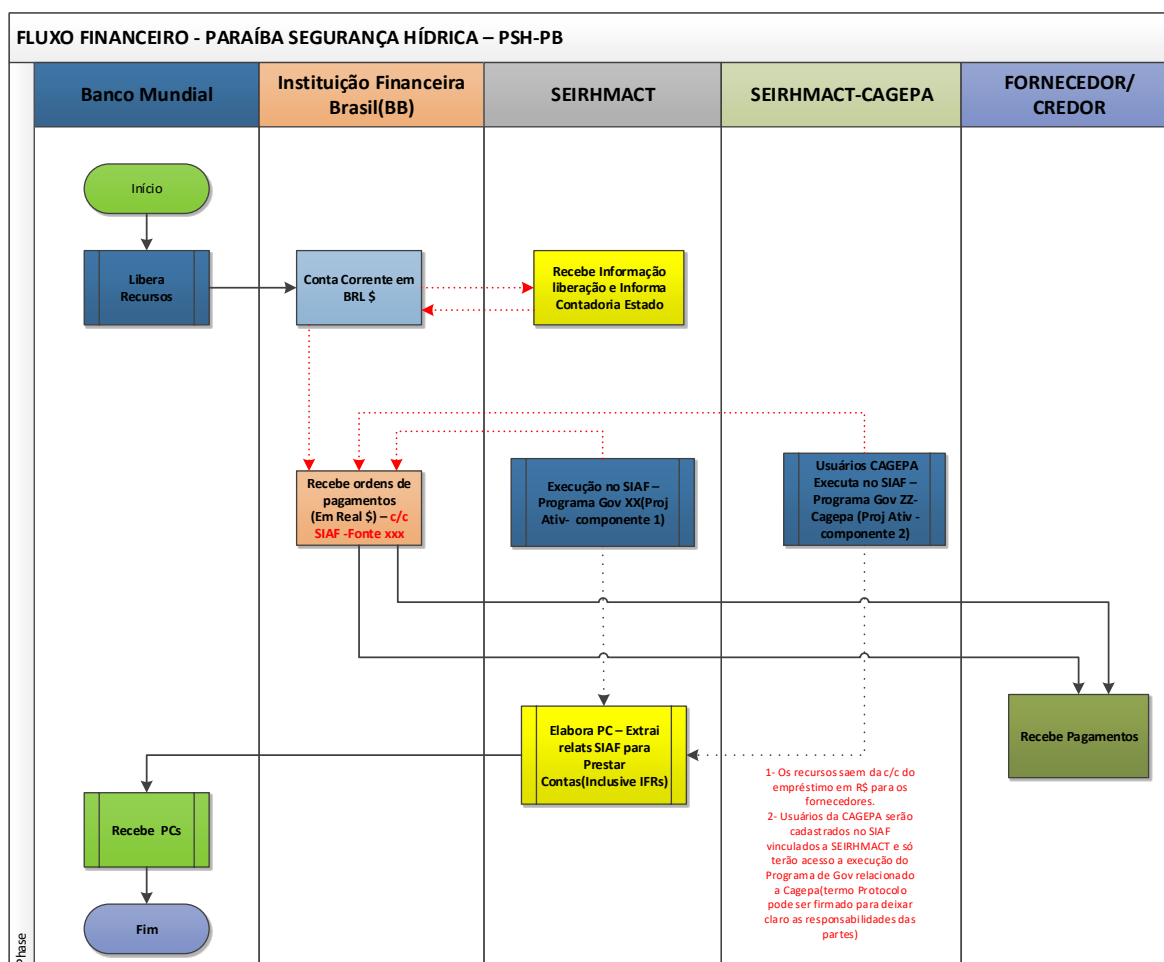 FLUXO FINANCEIRO - PARAÍBA SEGURANÇA HÍDRICA – PSH-PB
Banco Mundial
Instituição Financeira
Brasil(BB)
SEIRHMACT
SEIRHMACT-CAGEPA
FORNECEDOR/
CREDOR
Início
Libera
Recursos
Conta Corrente em
BRL $
Recebe Informação
liberação e Informa
Contadoria Estado
Recebe ordens de
pagamentos
(Em Real $) – c/c
SIAF -Fonte xxx
Execução no SIAF –
Programa Gov XX(Proj
Ativ- componente 1)
Usuários CAGEPA
Executa no SIAF –
Programa Gov ZZ-
Cagepa (Proj Ativ -
componente 2)
Elabora PC – Extrai
relats SIAF para
Prestar
Contas(Inclusive IFRs)
Recebe Pagamentos
1- Os recursos saem da c/c do
empréstimo em R$ para os
fornecedores.
2- Usuários da CAGEPA serão
cadastrados no SIAF
vinculados a SEIRHMACT e só
terão acesso a execução do
Programa de Gov relacionado
a Cagepa(termo Protocolo
pode ser firmado para deixar
claro as responsabilidades das
partes)
Recebe PCs
Fim
Phase